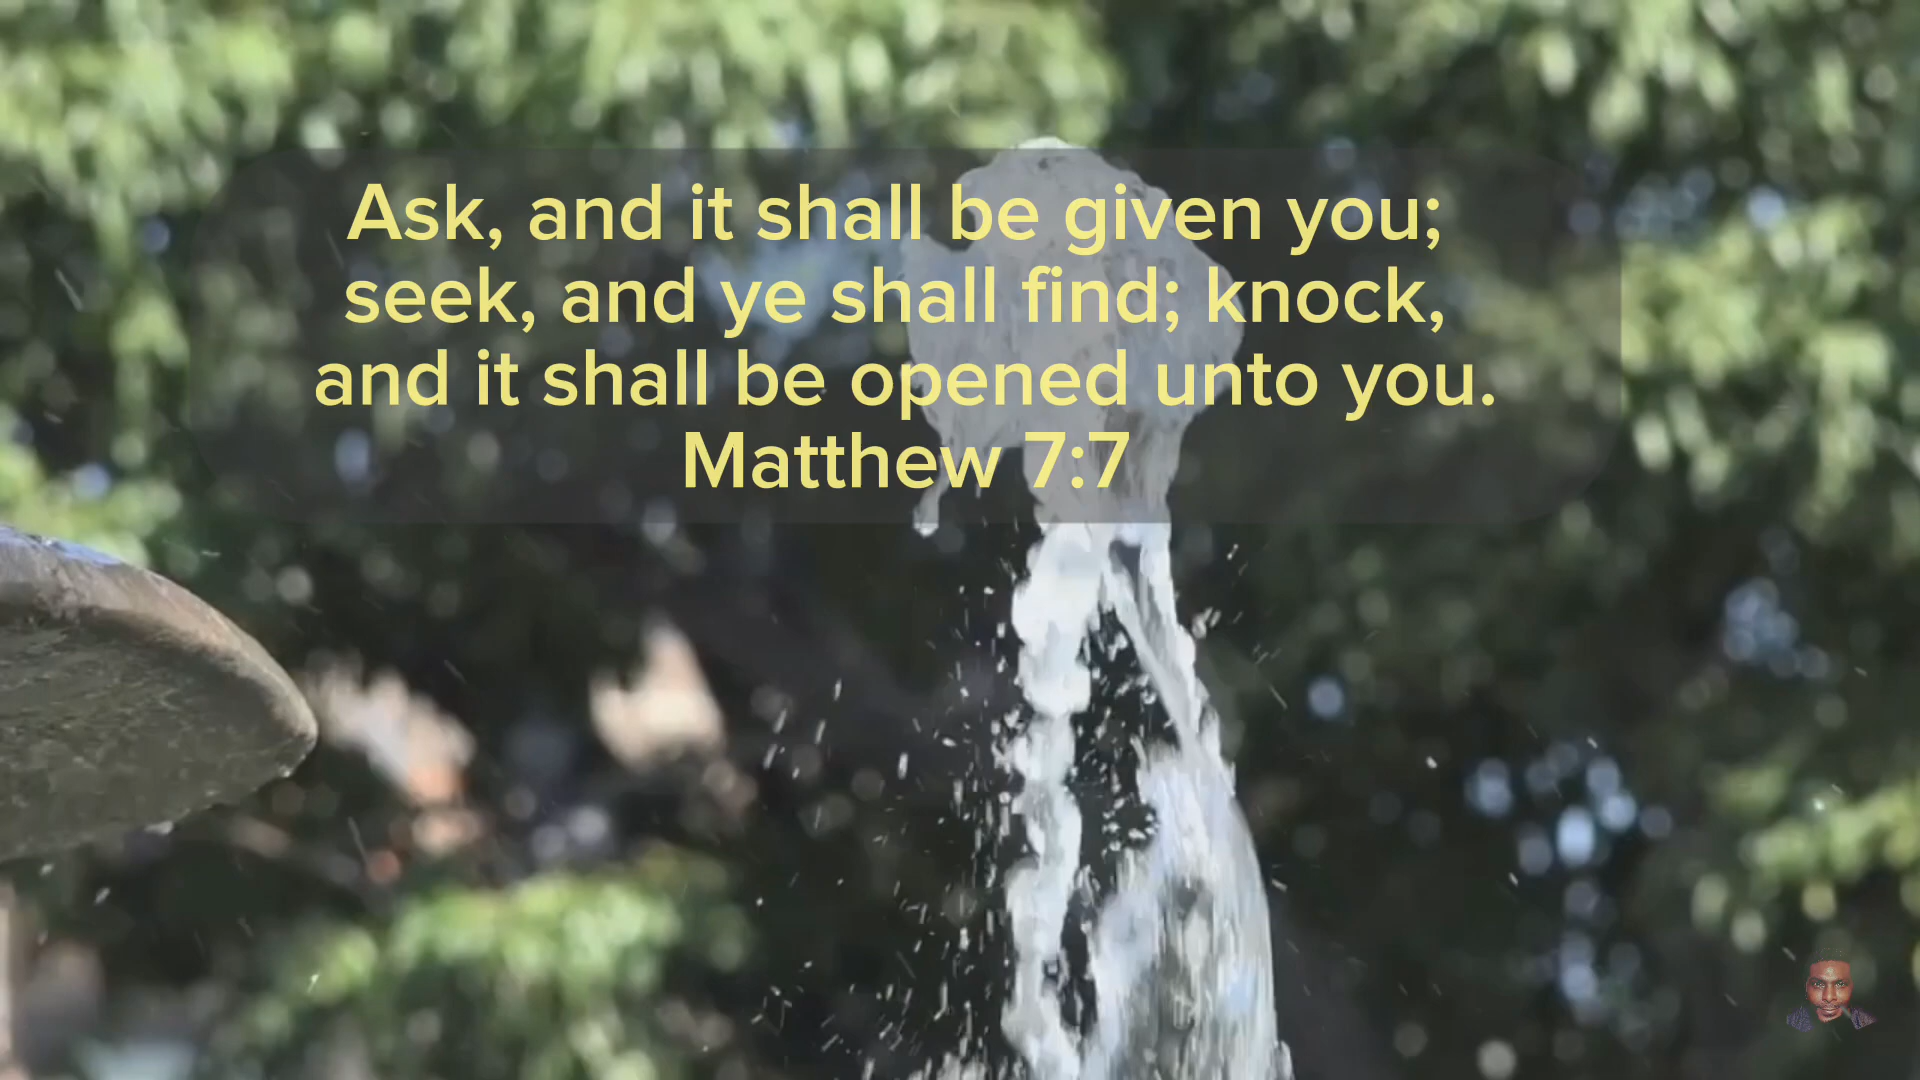 Ask, and it shall be given you;
seek, and ye shall find; knock,
and it shall be opened unto you.
Matthew 7:7